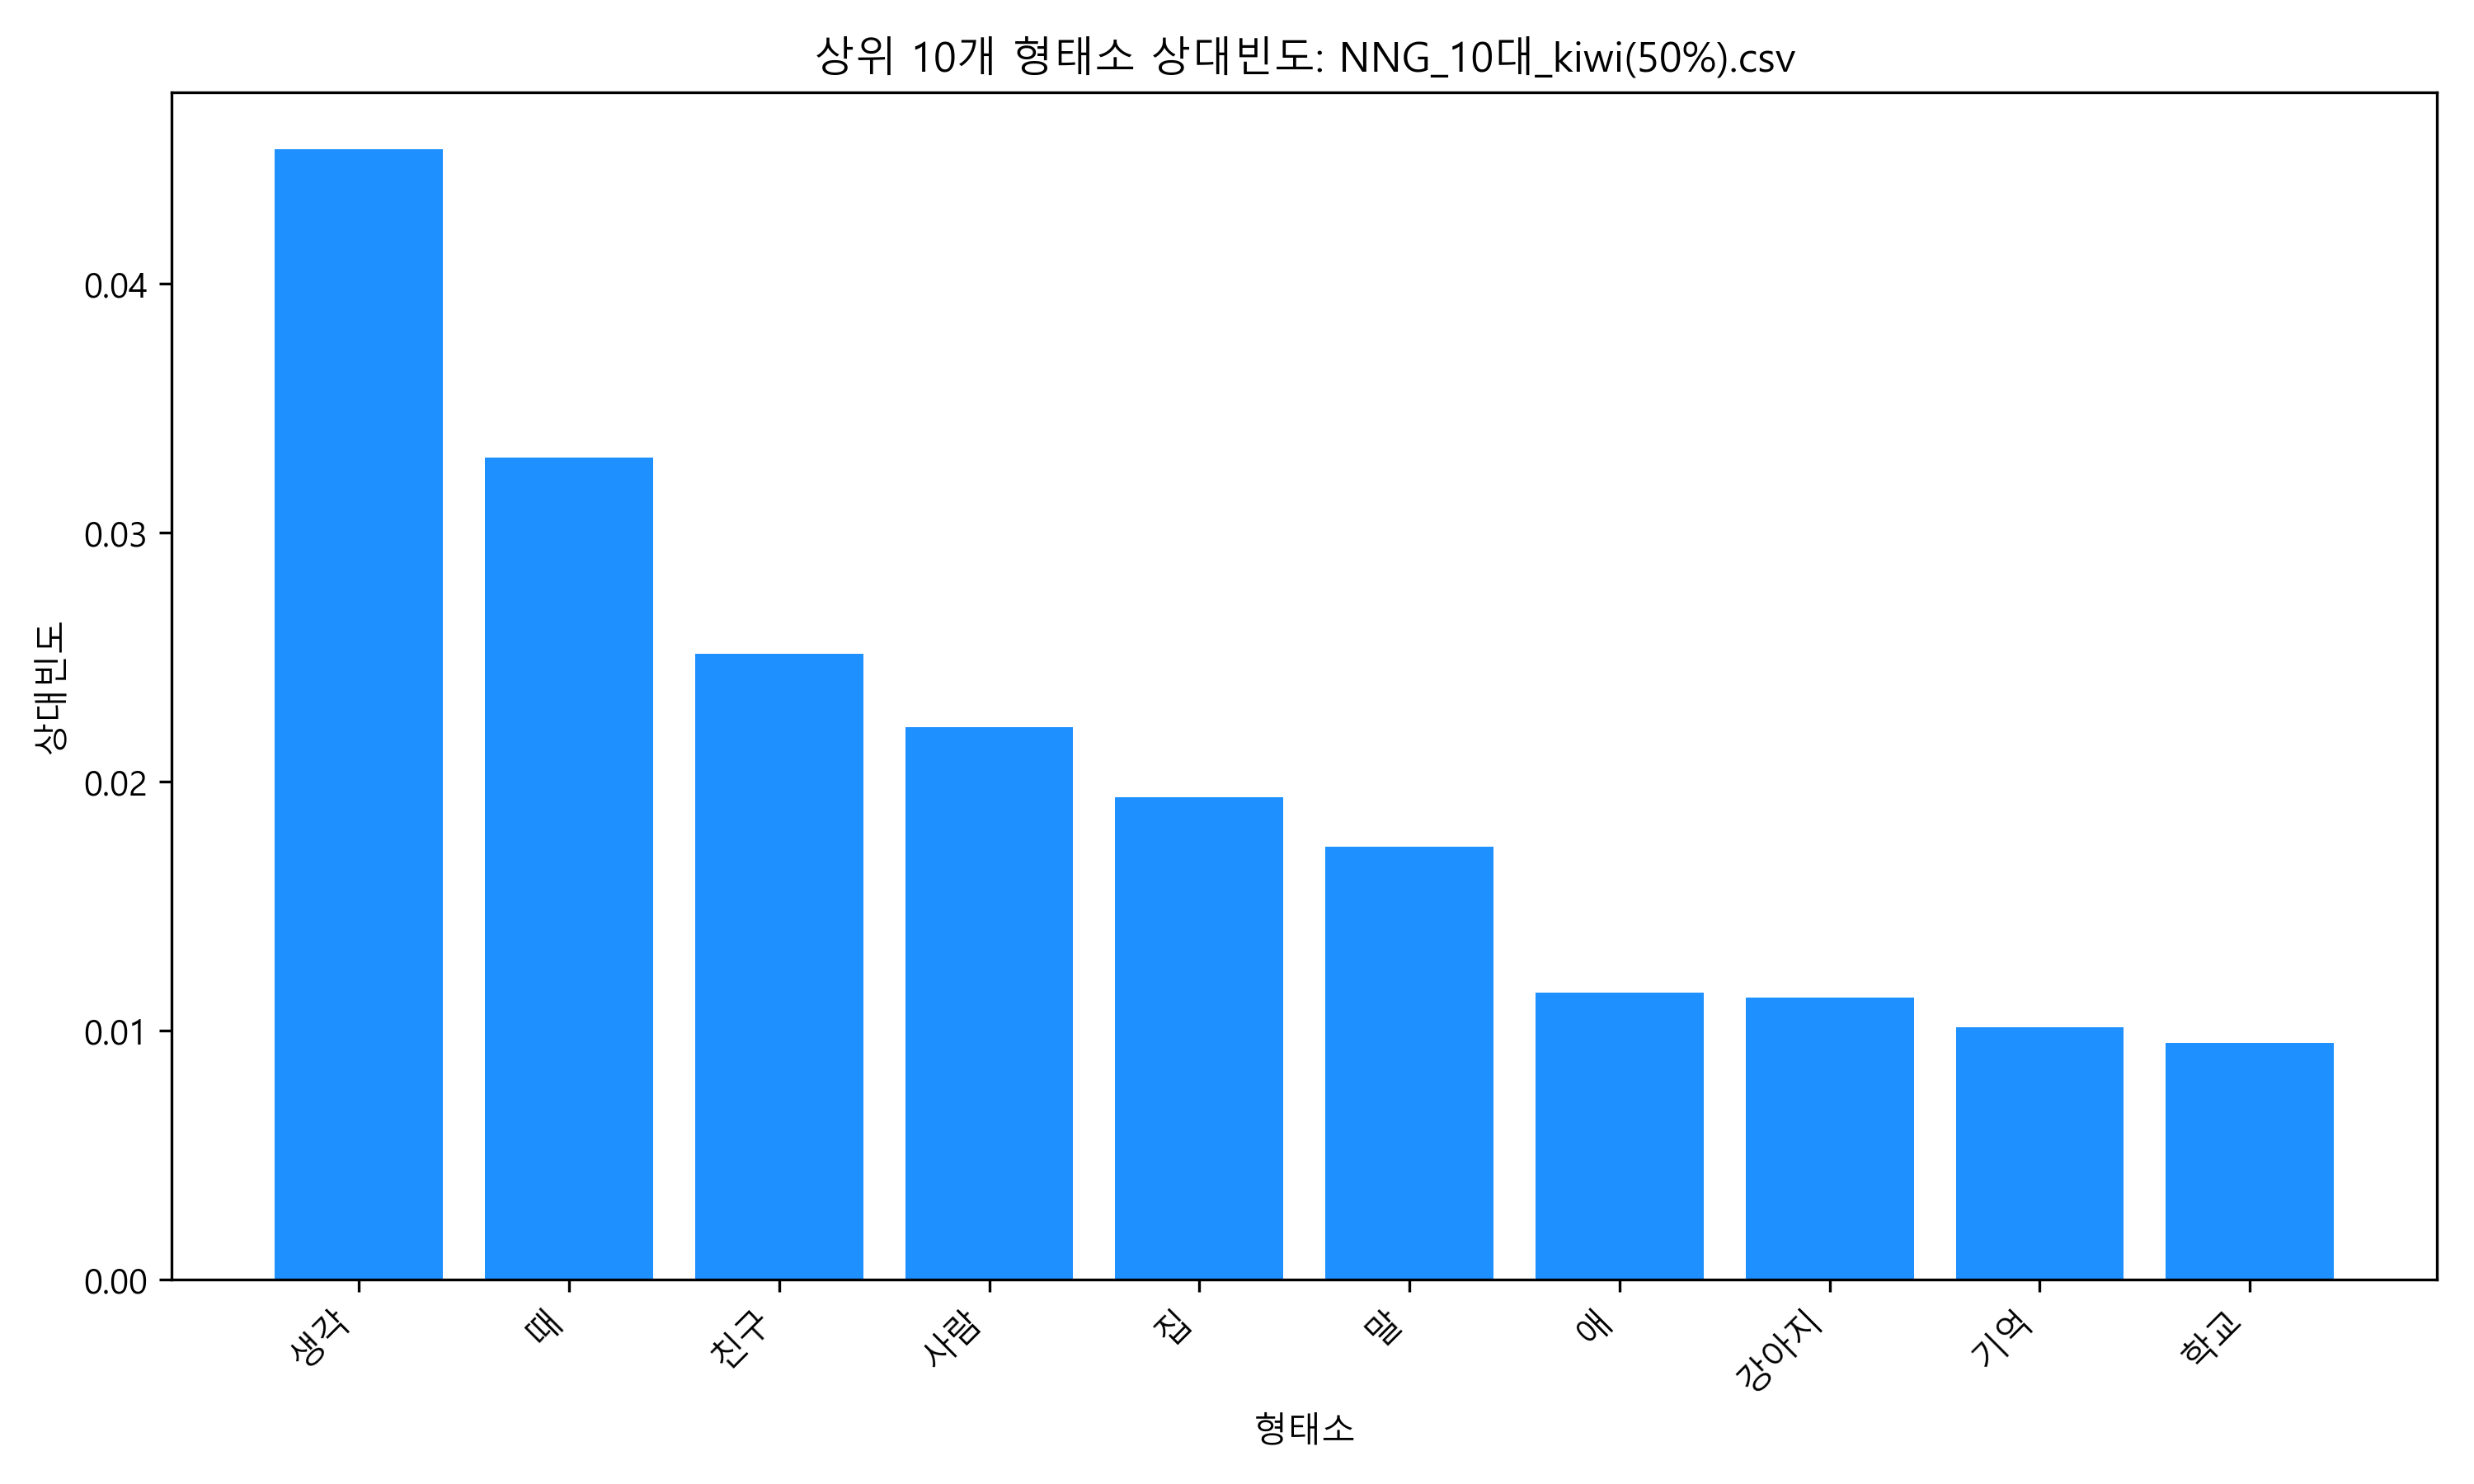 상위 10개 형태소 상대빈도: NNG_10대_kiwi(50%).csv
상대빈도
0.04
0.03
0.02
0.01
0.00
생각
때
친구
사람
집
말
애
강아지
기억
학교
형태소